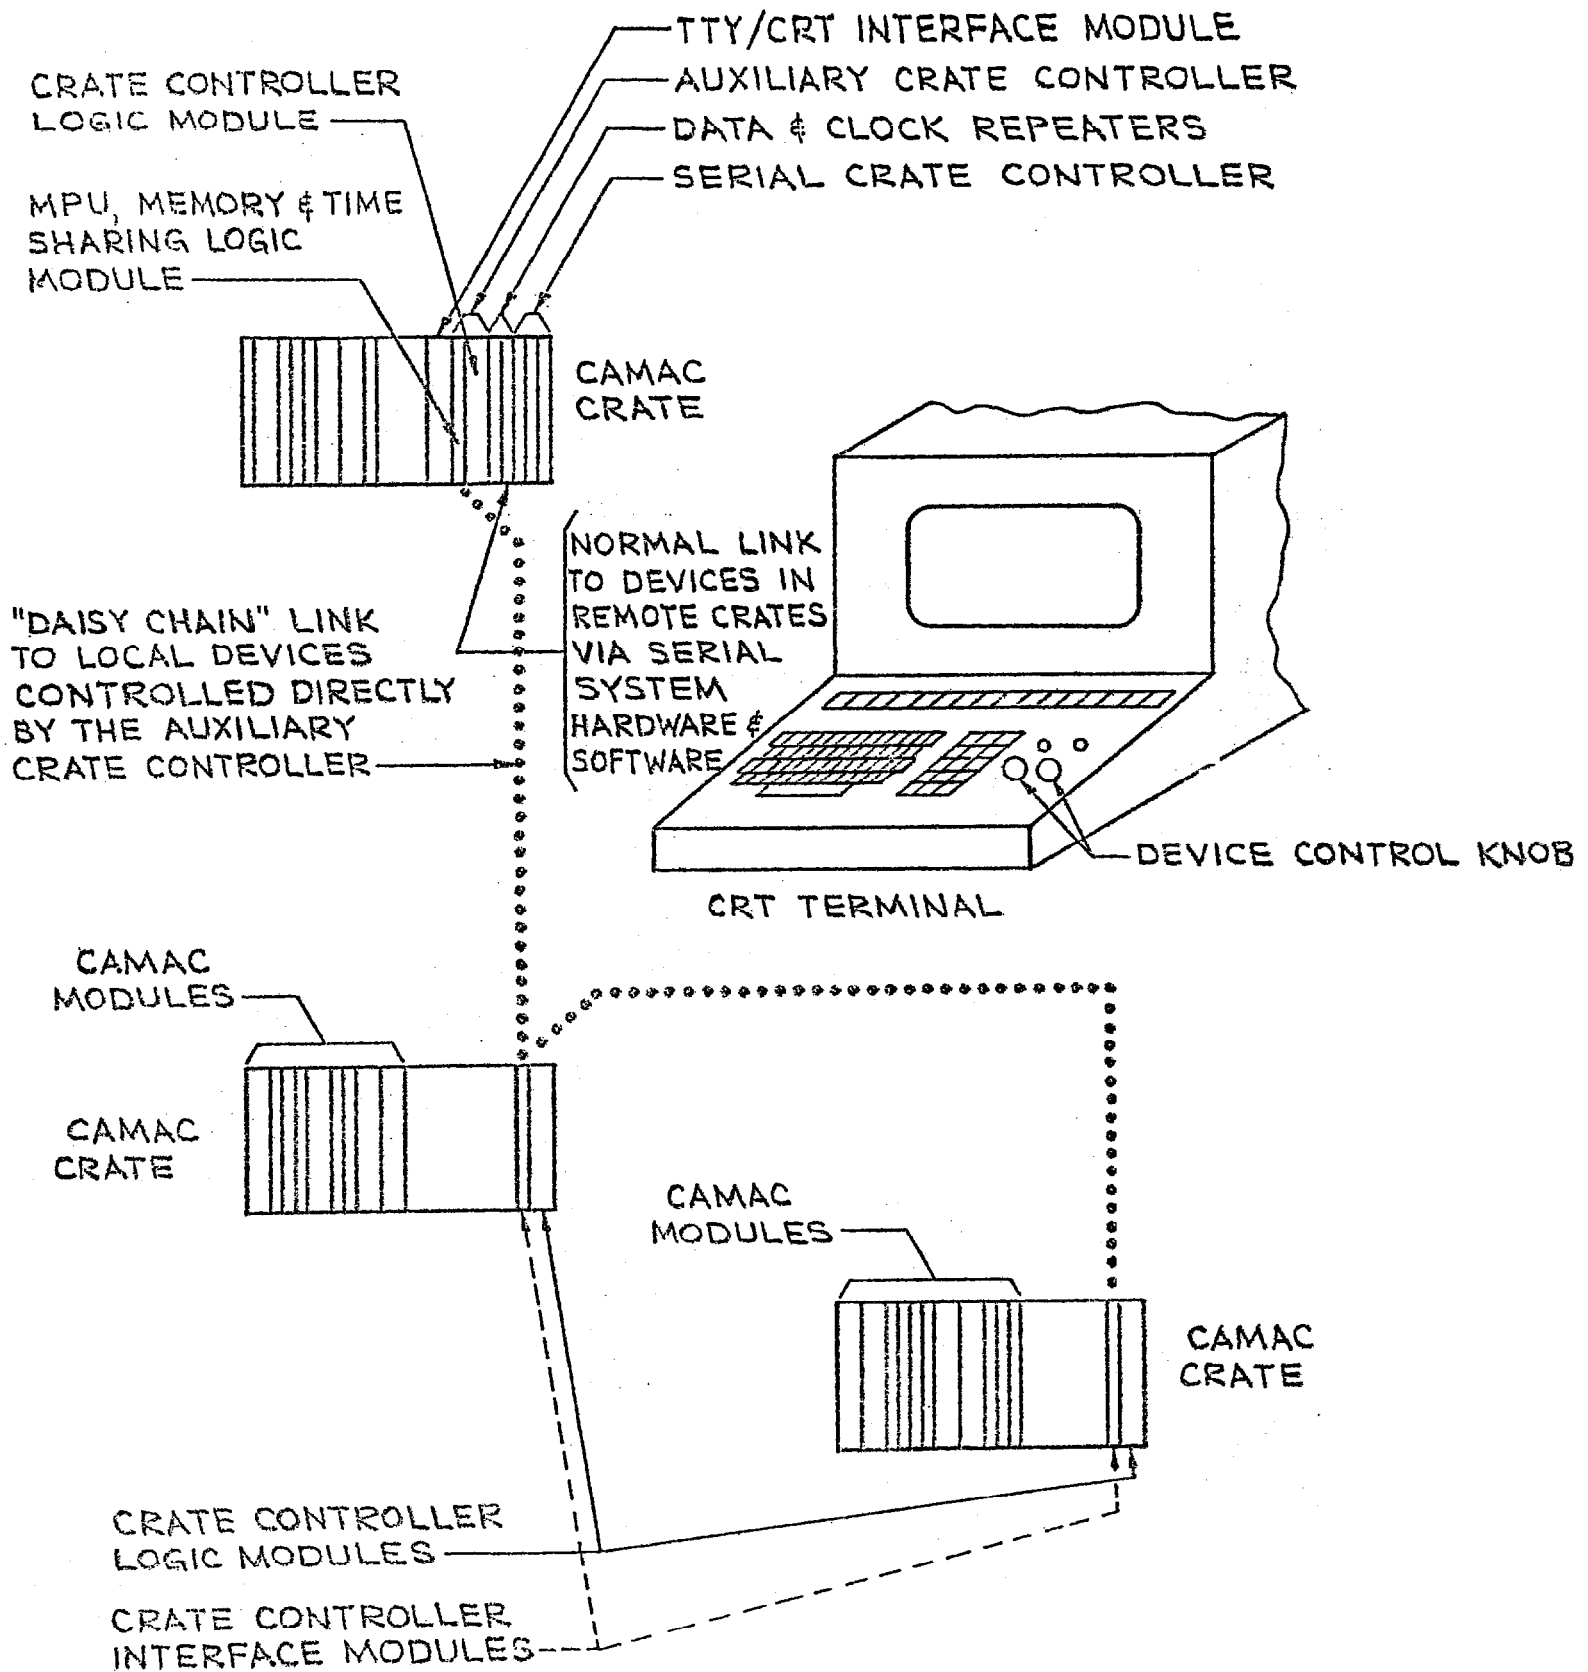 TTY/CRT INTERFACE MODULE
AUXILIARY CRATE CONTROLLER
DATA & CLOCK REPEATERS
SERIAL CRATE CONTROLLER
CRATE CONTROLLER
LOGIC MODULE
MPU, MEMORY & TIME
SHARING LOGIC
MODULE
CAMAC
CRATE
NORMAL LINK
TO DEVICES IN
REMOTE CRATES
VIA SERIAL
SYSTEM
HARDWARE &
SOFTWARE
"DAISY CHAIN" LINK
TO LOCAL DEVICES
CONTROLLED DIRECTLY
BY THE AUXILIARY
CRATE CONTROLLER
DEVICE CONTROL KNOB
CRT TERMINAL
CAMAC
MODULES
CAMAC
CRATE
CAMAC
MODULES
CAMAC
CRATE
CRATE CONTROLLER
LOGIC MODULES
CRATE CONTROLLER
INTERFACE MODULES